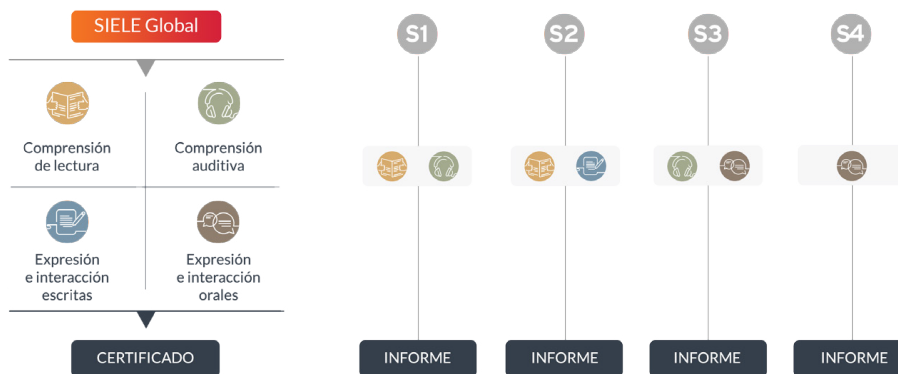 SIELE Global
S1
S2
S3
S4
Comprensión
de lectura
Comprensión
auditiva
Expresión
e interacción
escritas
Expresión
e interacción
orales
CERTIFICADO
INFORME
INFORME
INFORME
INFORME